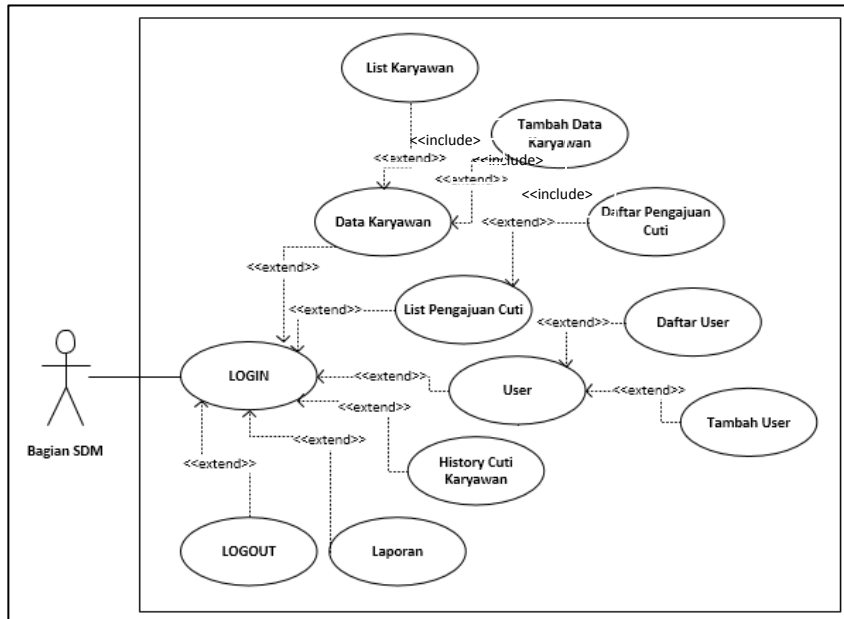 List Karyawan
<<include>
Tambah Data
Karyawan
<<extend>>
<<include>
<<extend>>
<<include>
Data Karyawan
<<extend>>
Daftar Pengajuan
Cuti
<<extend>>
<<extend>>
List Pengajuan Cuti
<<extend>>
Daftar User
LOGIN
<<extend>>
User
<<extend>>
Tambah User
Bagian SDM
<<extend>>
<<extend>>
<<extend>>
History Cuti
Karyawan
LOGOUT
Laporan